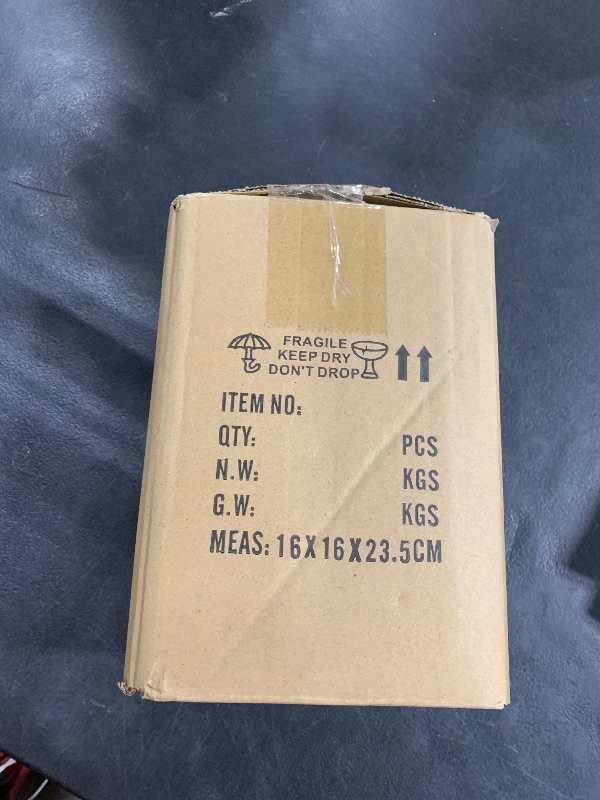 FRAGILE
KEEP DRY
DON'T DROP
ITEM NO:
QTY: PCS
N.W: KGS
G.W: KGS
MEAS: 16X16X23.5CM